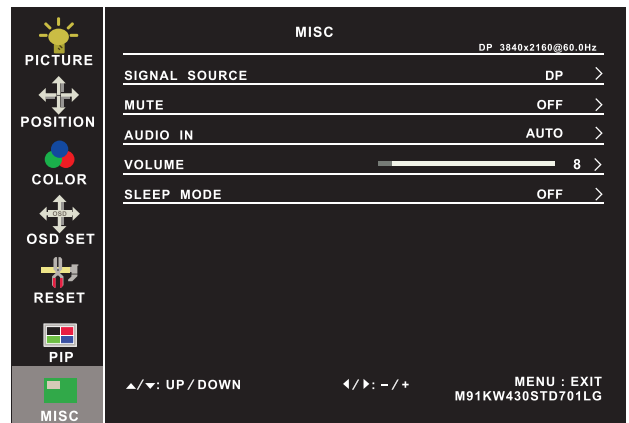 PICTURE
POSITION
COLOR
OSD
OSD SET
RESET
PIP
MISC
MISC
DP 3840x2160@60.0Hz
SIGNAL SOURCE DP >
MUTE OFF >
AUDIO IN AUTO >
VOLUME 8 >
SLEEP MODE OFF >
▲/▼: UP / DOWN ◀/▶: – / + MENU : EXIT
M91KW430STD701LG